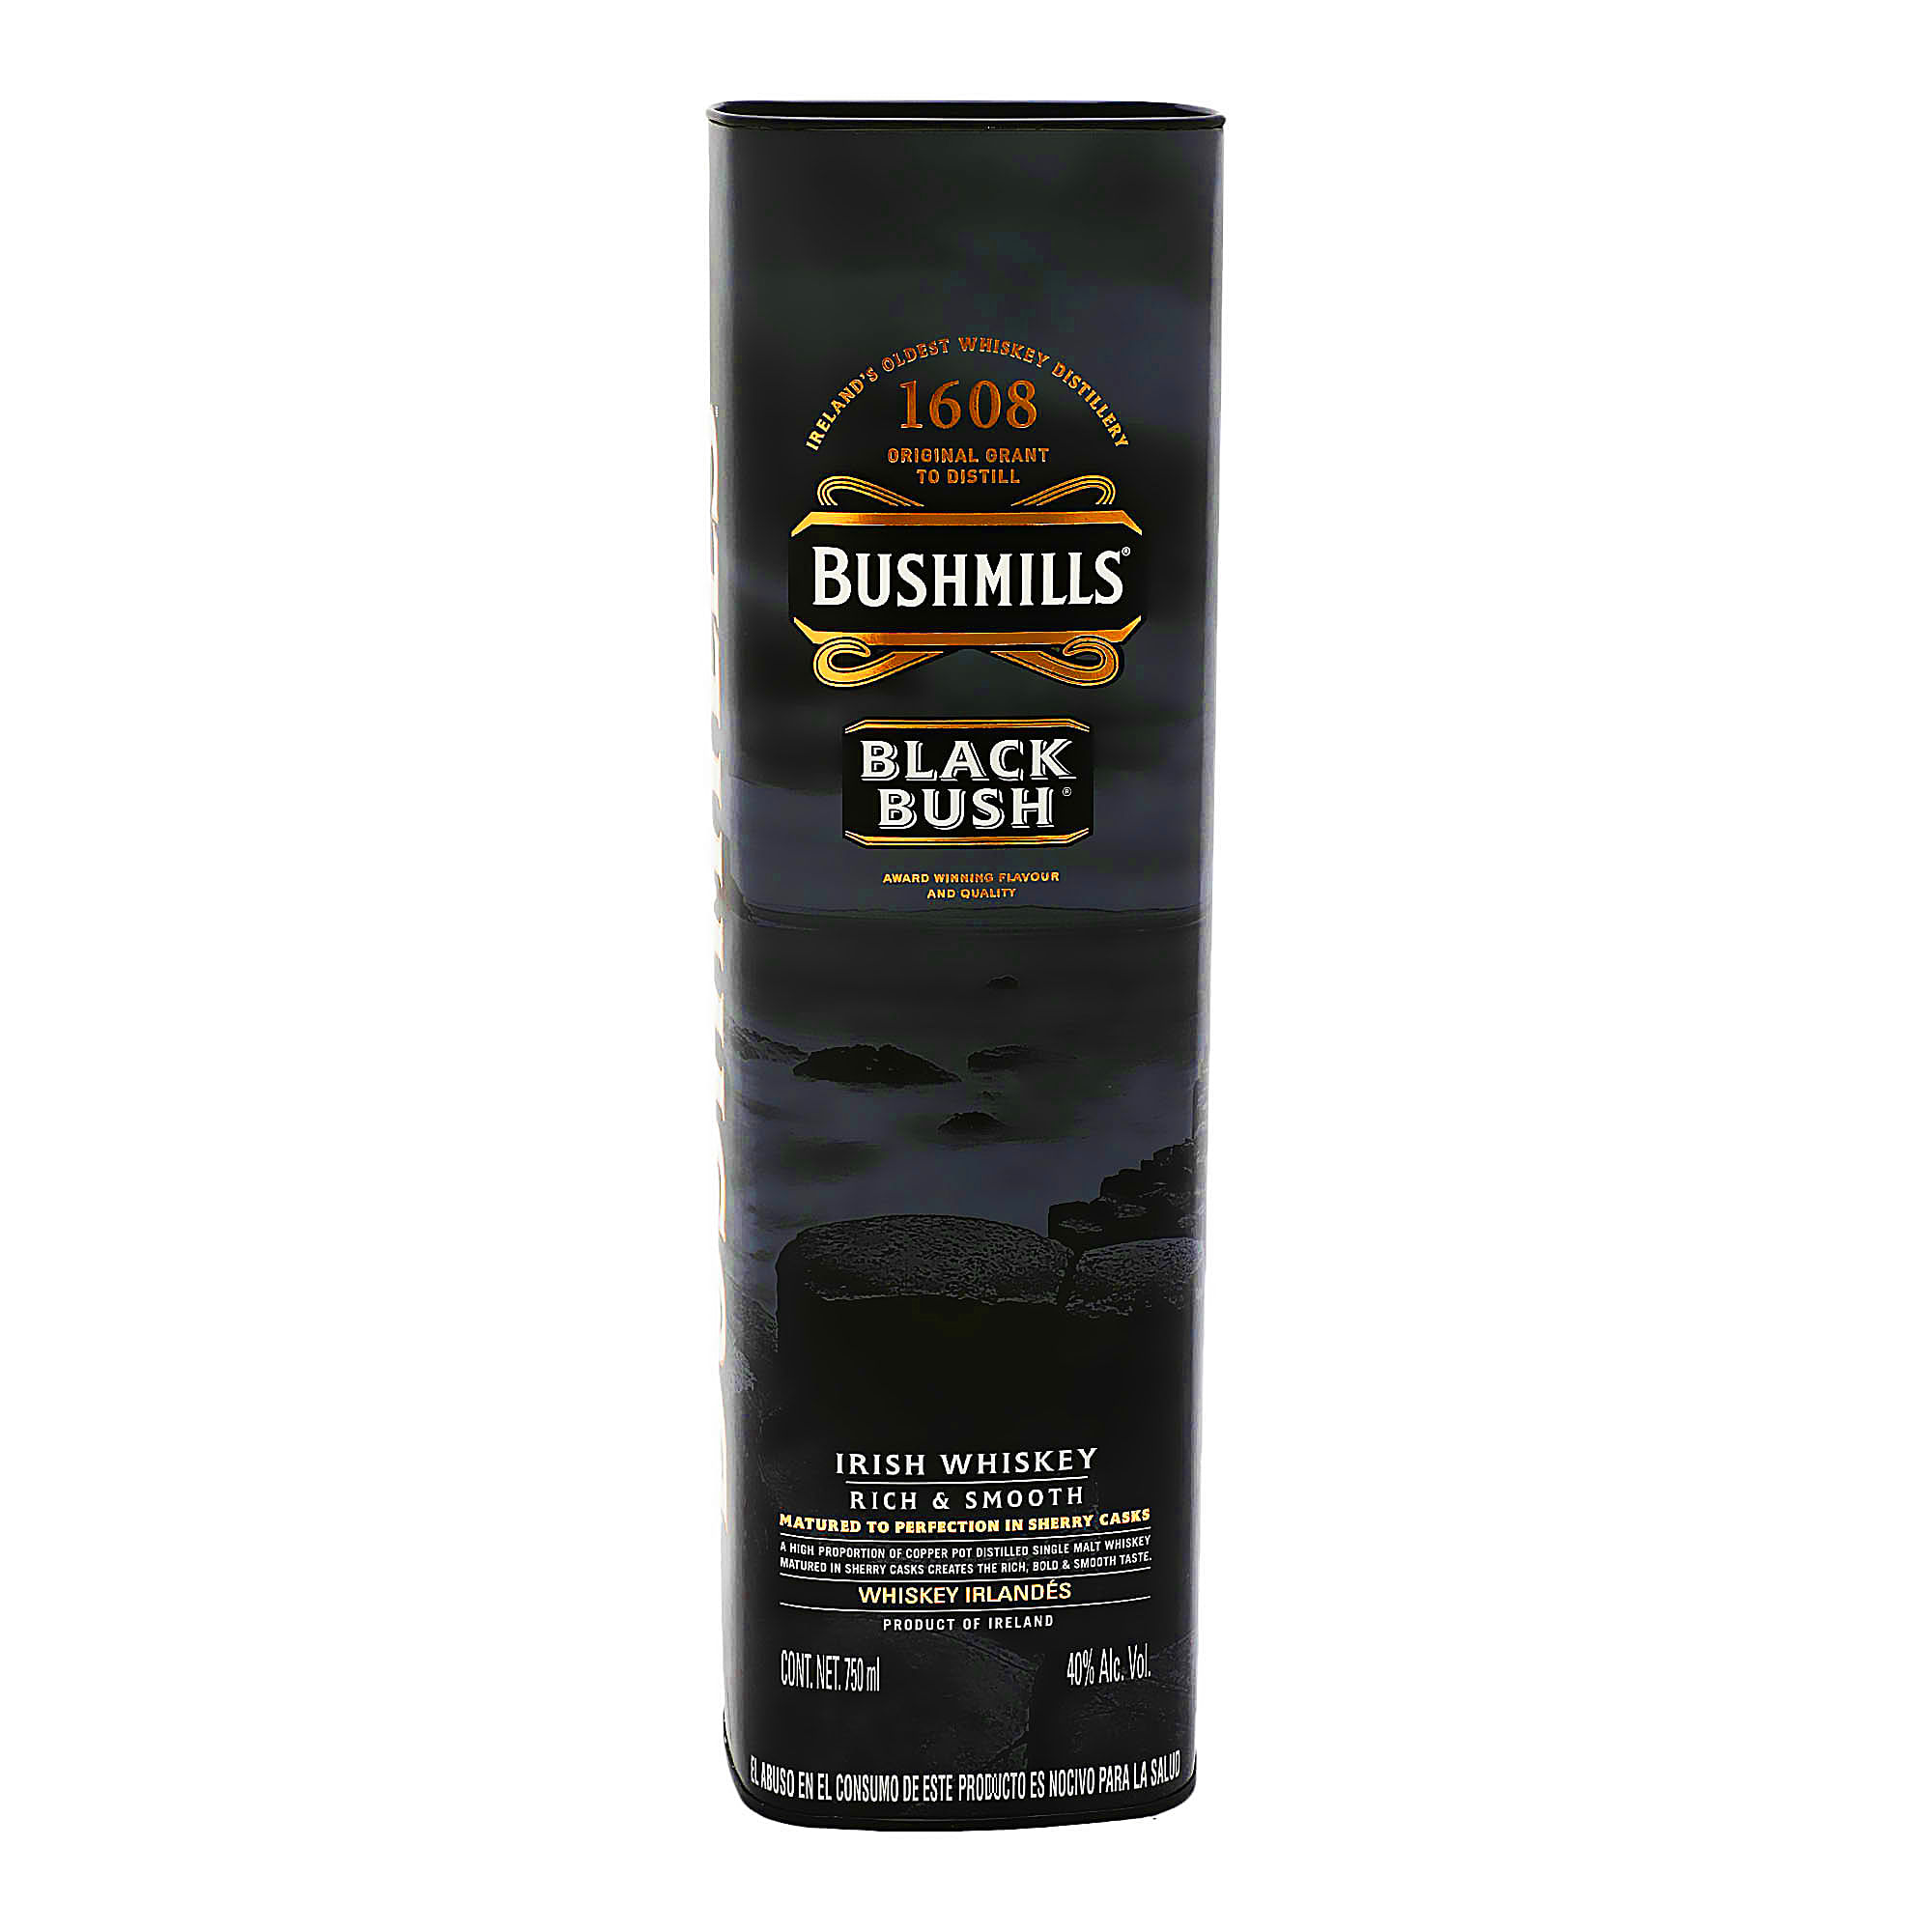 IRELAND'S OLDEST WHISKEY DISTILLERY
1608
ORIGINAL GRANT
TO DISTILL
BUSHMILLS®
BLACK
BUSH®
AWARD WINNING FLAVOUR
AND QUALITY
IRISH WHISKEY
RICH & SMOOTH
MATURED TO PERFECTION IN SHERRY CASKS
A HIGH PROPORTION OF COPPER POT DISTILLED SINGLE MALT WHISKEY
MATURED IN SHERRY CASKS CREATES THE RICH, BOLD & SMOOTH TASTE.
WHISKEY IRLANDÉS
PRODUCT OF IRELAND
CONT. NET. 750 ml
40% Alc. Vol.
EL ABUSO EN EL CONSUMO DE ESTE PRODUCTO ES NOCIVO PARA LA SALUD